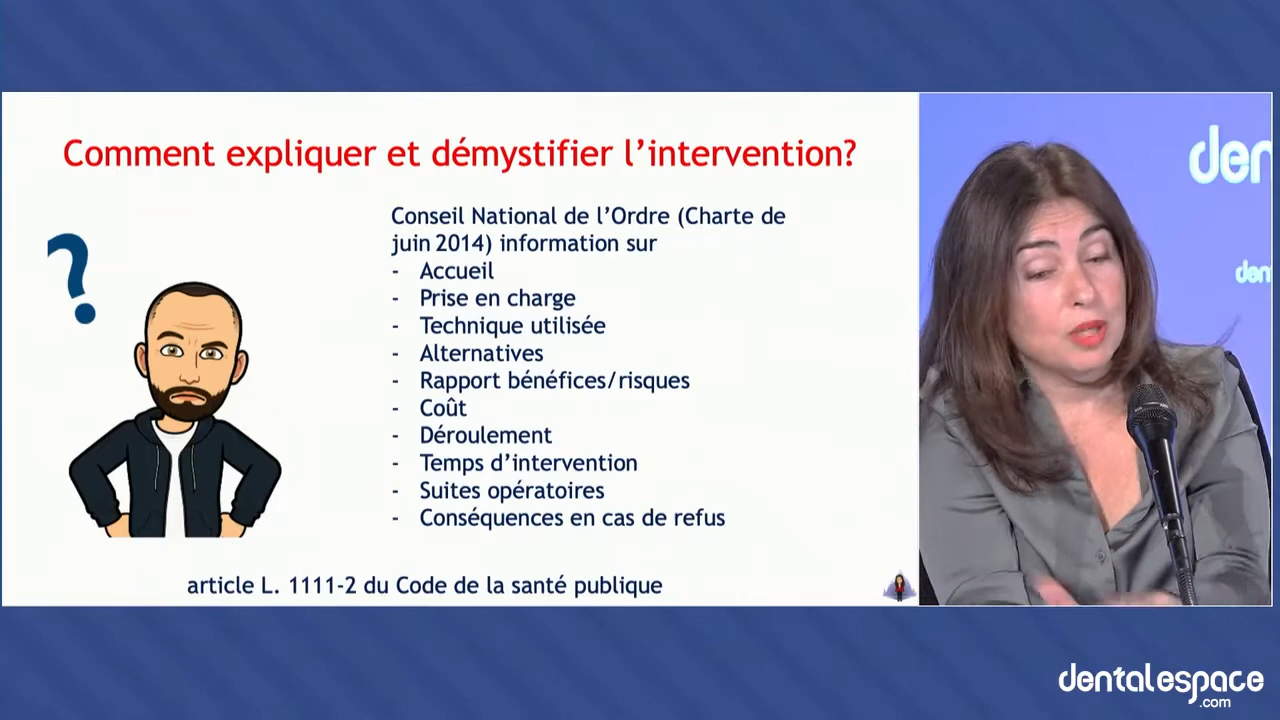 Comment expliquer et démystifier l’intervention?
Conseil National de l’Ordre (Charte de
juin 2014) information sur
- Accueil
- Prise en charge
- Technique utilisée
- Alternatives
- Rapport bénéfices/risques
- Coût
- Déroulement
- Temps d’intervention
- Suites opératoires
- Conséquences en cas de refus
article L. 1111-2 du Code de la santé publique
?
den
den
dentalespace
.com